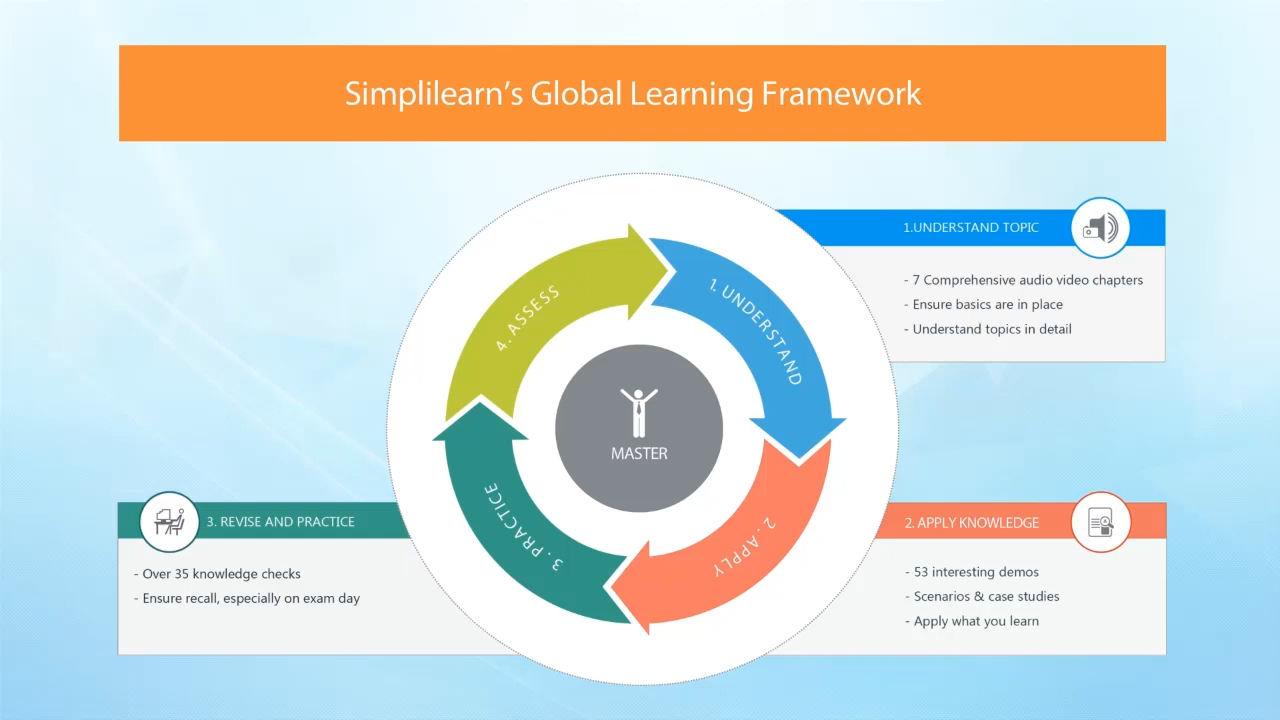 Simplilearn's Global Learning Framework
1.UNDERSTAND TOPIC
- 7 Comprehensive audio video chapters
- Ensure basics are in place
- Understand topics in detail
4. ASSESS
1. UNDERSTAND
MASTER
3. PRACTICE
2. APPLY
3. REVISE AND PRACTICE
- Over 35 knowledge checks
- Ensure recall, especially on exam day
2. APPLY KNOWLEDGE
- 53 interesting demos
- Scenarios & case studies
- Apply what you learn